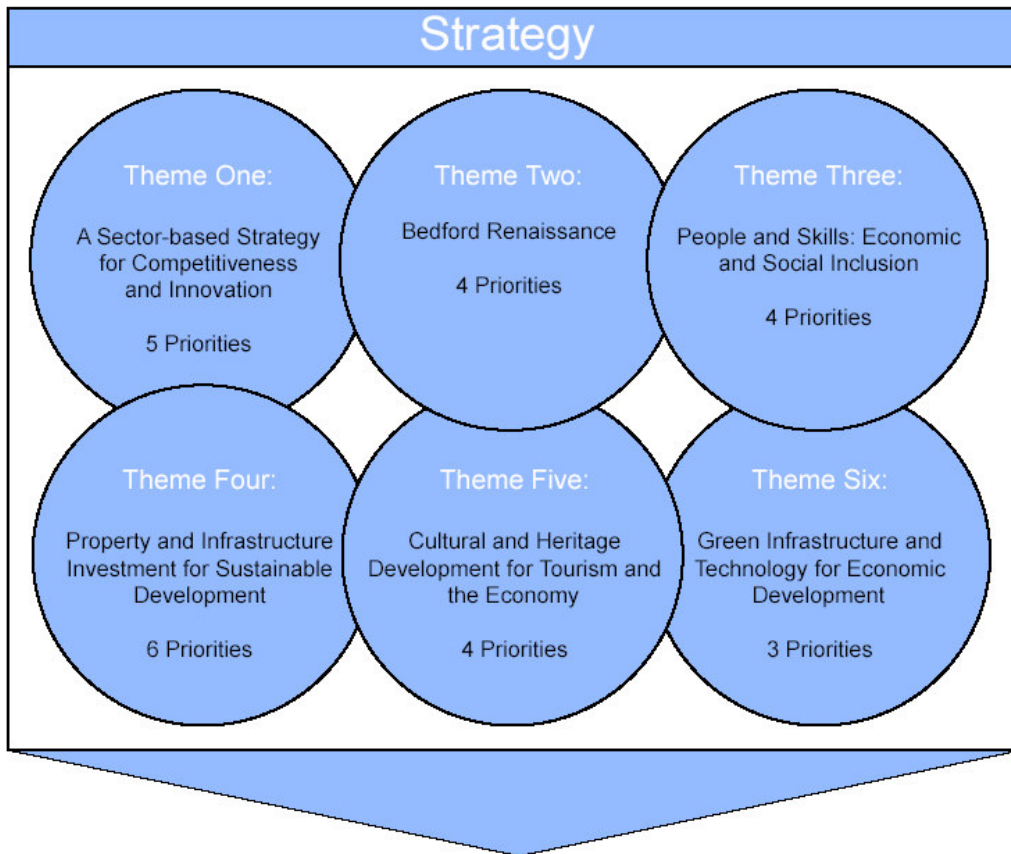 Strategy
Theme One:
A Sector-based Strategy
for Competitiveness
and Innovation
5 Priorities
Theme Two:
Bedford Renaissance
4 Priorities
Theme Three:
People and Skills: Economic
and Social Inclusion
4 Priorities
Theme Four:
Property and Infrastructure
Investment for Sustainable
Development
6 Priorities
Theme Five:
Cultural and Heritage
Development for Tourism and
the Economy
4 Priorities
Theme Six:
Green Infrastructure and
Technology for Economic
Development
3 Priorities